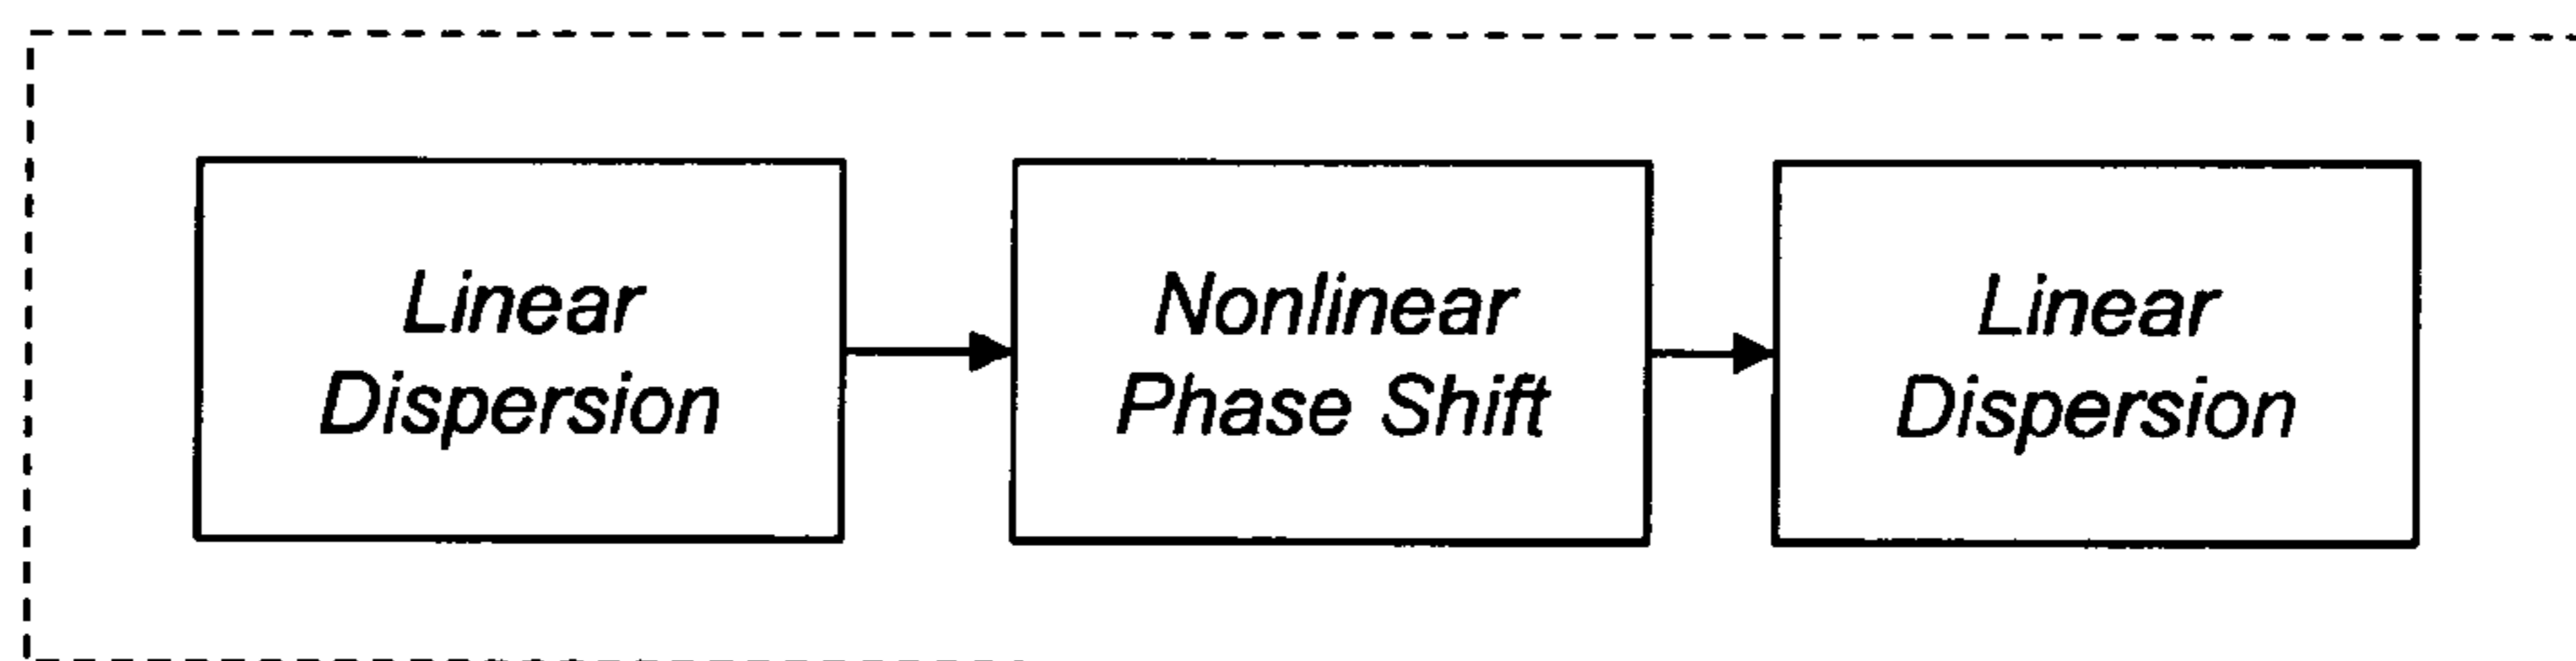 Linear
Dispersion
Nonlinear
Phase Shift
Linear
Dispersion